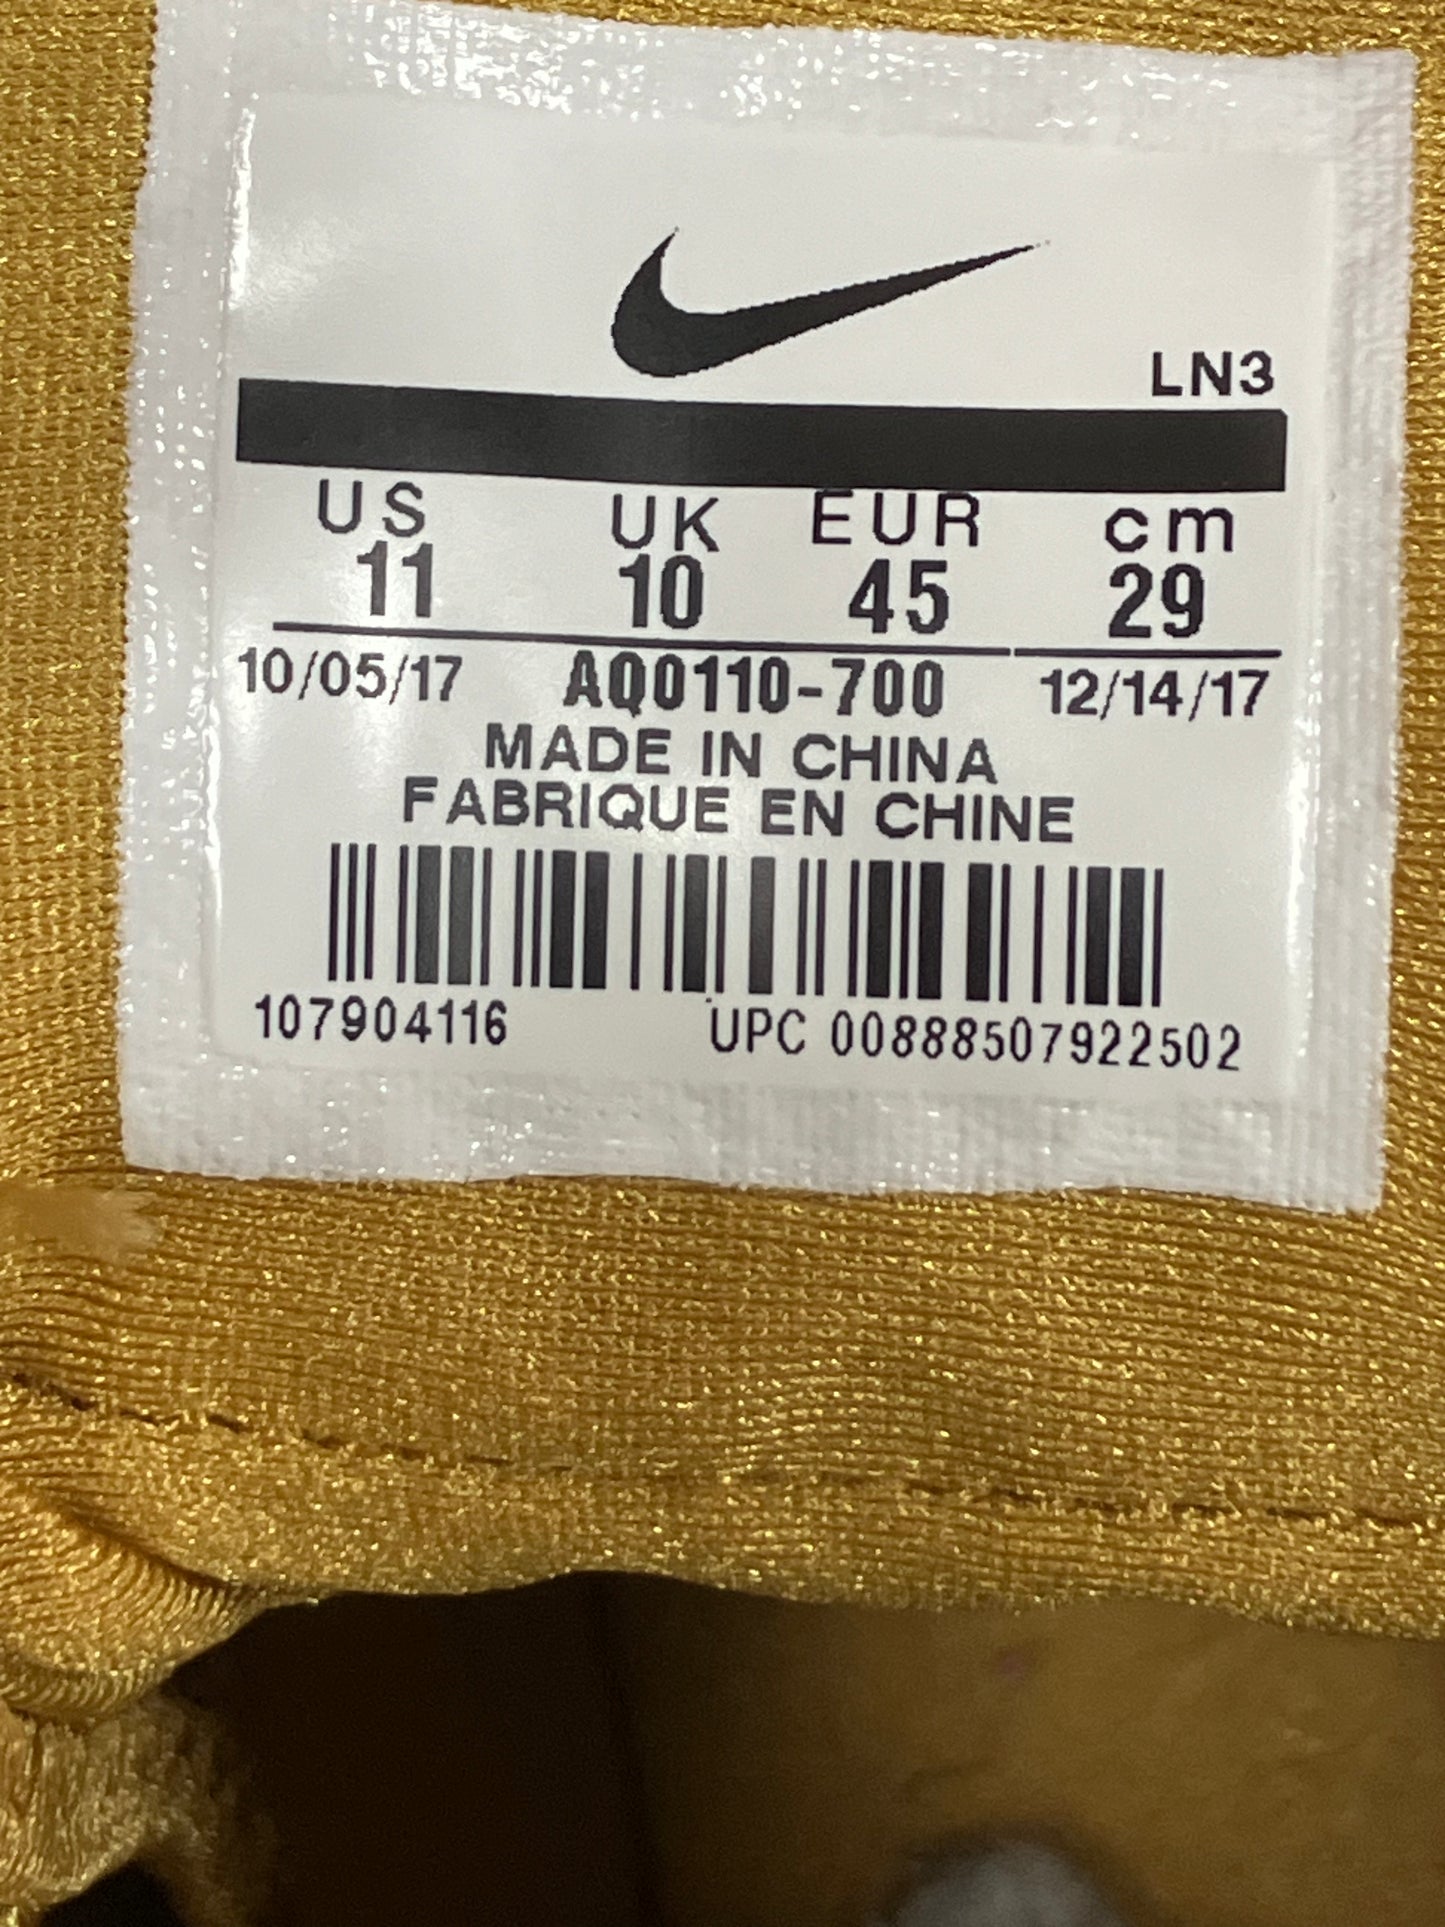 LN3
US UK EUR cm
11 10 45 29
10/05/17 AQ0110-700 12/14/17
MADE IN CHINA
FABRIQUE EN CHINE
107904116 UPC 00888507922502